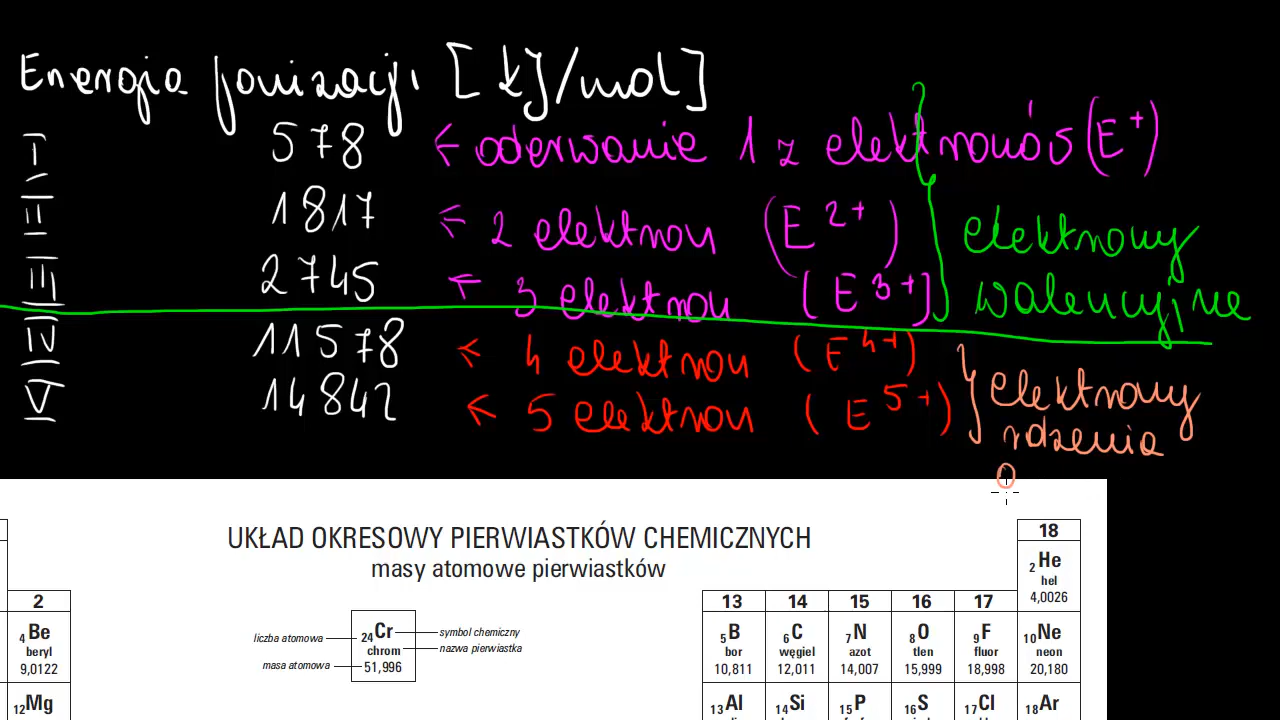 Energia jonizacji [kJ/mol]
I 578 ← oderwanie 1 z elektronów (E+)
II 1817 ← 2 elektron (E2+)
III 2745 ← 3 elektron (E3+)
elektrony
walencyjne
IV 11578 ← 4 elektron (E4+)
V 14842 ← 5 elektron (E5+)
elektrony
rdzenia
UKŁAD OKRESOWY PIERWIASTKÓW CHEMICZNYCH
masy atomowe pierwiastków
18
2 He
hel
4,0026
2 13 14 15 16 17
4 Be 5 B 6 C 7 N 8 O 9 F 10 Ne
beryl bor węgiel azot tlen fluor neon
9,0122 10,811 12,011 14,007 15,999 18,998 20,180
liczba atomowa 24 Cr symbol chemiczny
chrom nazwa pierwiastka
masa atomowa 51,996
12 Mg 13 Al 14 Si 15 P 16 S 17 Cl 18 Ar